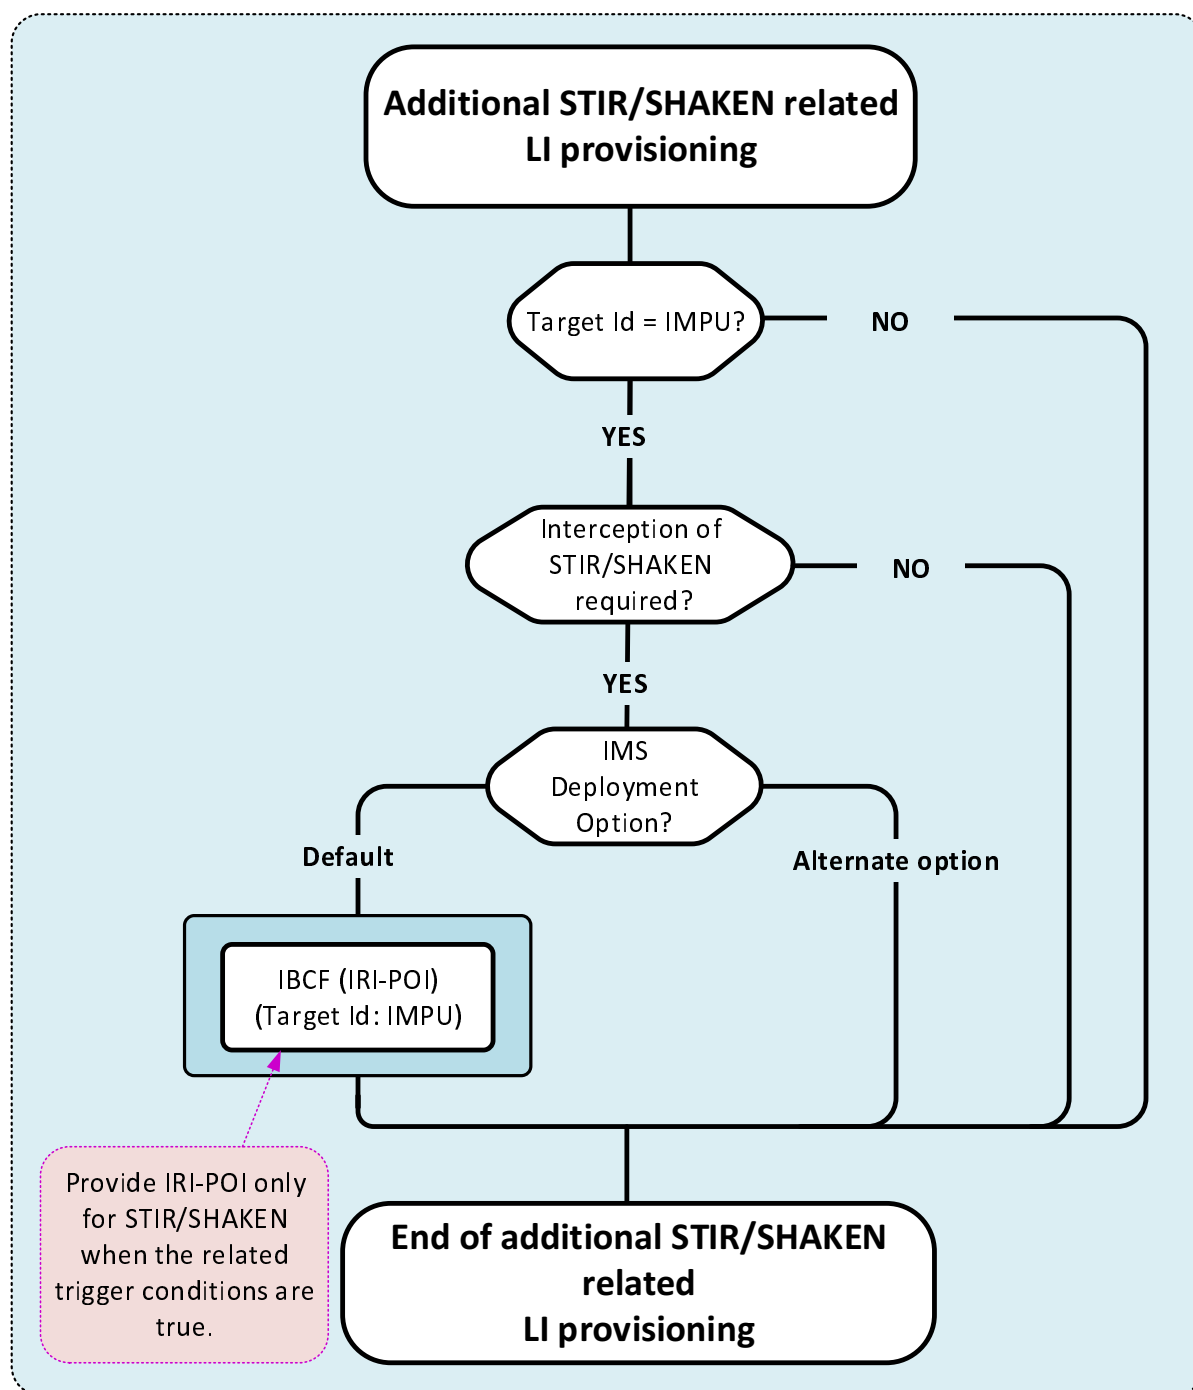 Additional STIR/SHAKEN related
LI provisioning
Target Id = IMPU?
NO
YES
Interception of
STIR/SHAKEN
required?
NO
YES
IMS
Deployment
Option?
Default
Alternate option
IBCF (IRI-POI)
(Target Id: IMPU)
Provide IRI-POI only
for STIR/SHAKEN
when the related
trigger conditions are
true.
End of additional STIR/SHAKEN
related
LI provisioning